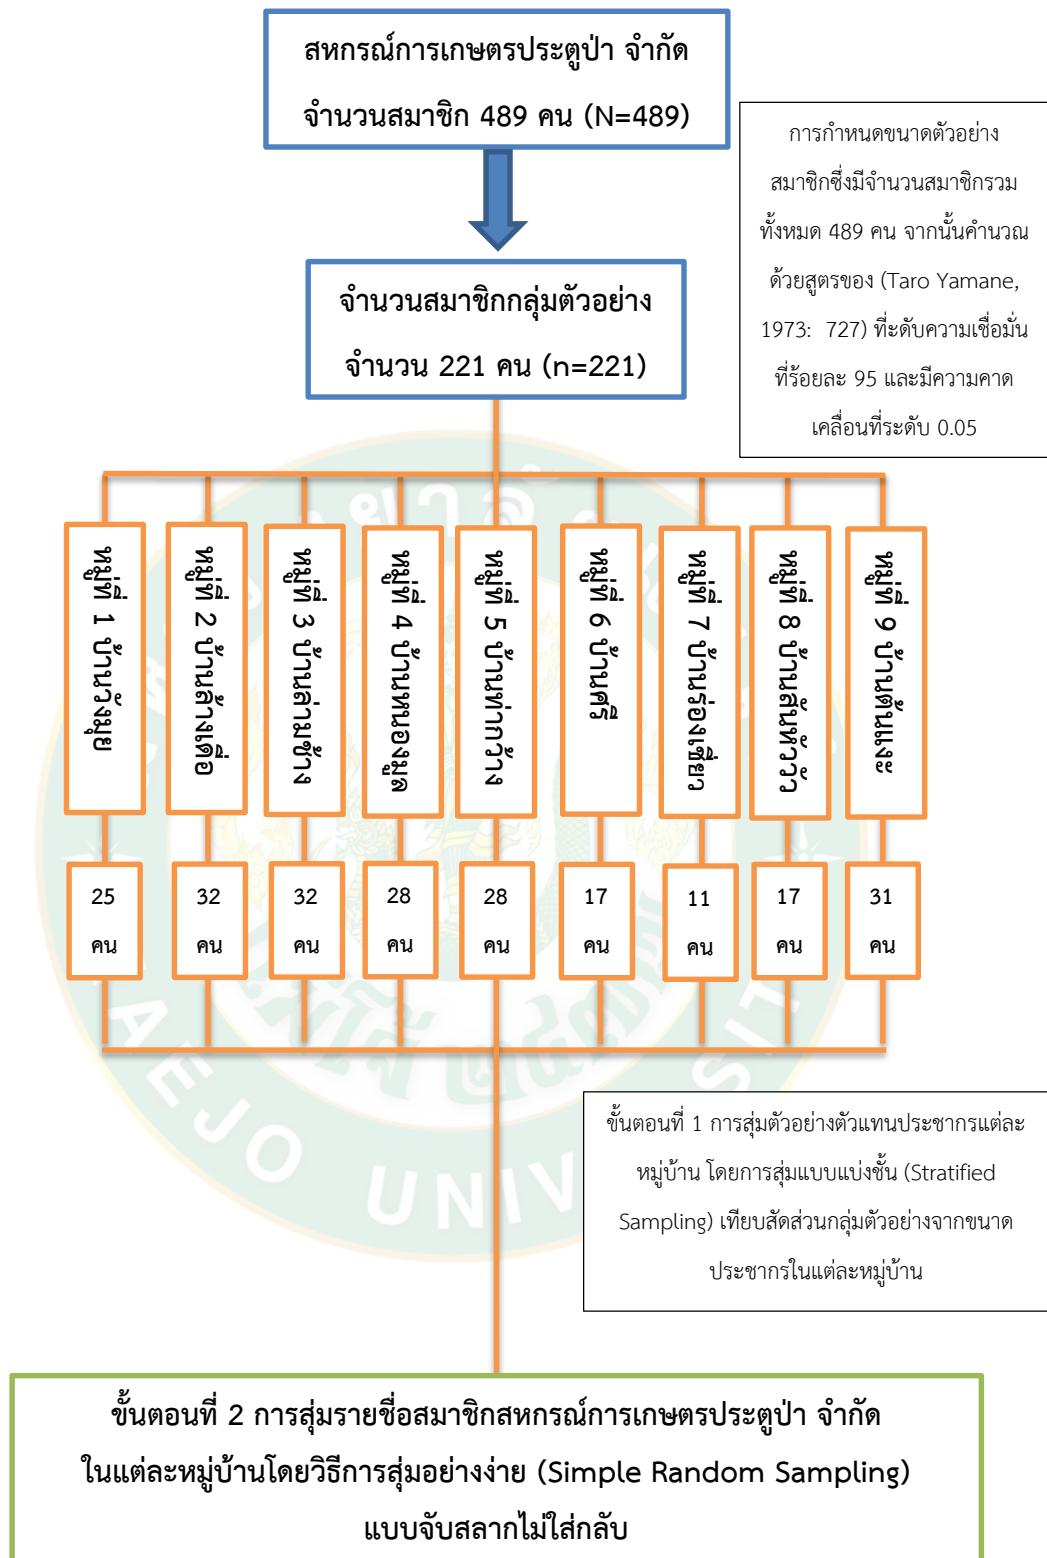 สหกรณ์การเกษตรประตูป่า จำกัด
จำนวนสมาชิก 489 คน (N=489)
การกำหนดขนาดตัวอย่าง
สมาชิกซึ่งมีจำนวนสมาชิกรวม
ทั้งหมด 489 คน จากนั้นคำนวณ
ด้วยสูตรของ (Taro Yamane,
1973: 727) ที่ะดับความเชื่อมั่น
ที่ร้อยละ 95 และมีความคาด
เคลื่อนที่ระดับ 0.05
จำนวนสมาชิกกลุ่มตัวอย่าง
จำนวน 221 คน (n=221)
หมู่ที่ 1 บ้านวังมุย
หมู่ที่ 2 บ้านล้างเดื่อ
หมู่ที่ 3 บ้านล่ามช้าง
หมู่ที่ 4 บ้านหนองมูล
หมู่ที่ 5 บ้านท่ากว้าง
หมู่ที่ 6 บ้านศรี
หมู่ที่ 7 บ้านร่องเชี่ยว
หมู่ที่ 8 บ้านสันหัววัว
หมู่ที่ 9 บ้านต้นแงะ
25
คน
32
คน
32
คน
28
คน
28
คน
17
คน
11
คน
17
คน
31
คน
ขั้นตอนที่ 1 การสุ่มตัวอย่างตัวแทนประชากรแต่ละ
หมู่บ้าน โดยการสุ่มแบบแบ่งชั้น (Stratified
Sampling) เทียบสัดส่วนกลุ่มตัวอย่างจากขนาด
ประชากรในแต่ละหมู่บ้าน
ขั้นตอนที่ 2 การสุ่มรายชื่อสมาชิกสหกรณ์การเกษตรประตูป่า จำกัด
ในแต่ละหมู่บ้านโดยวิธีการสุ่มอย่างง่าย (Simple Random Sampling)
แบบจับสลากไม่ใส่กลับ